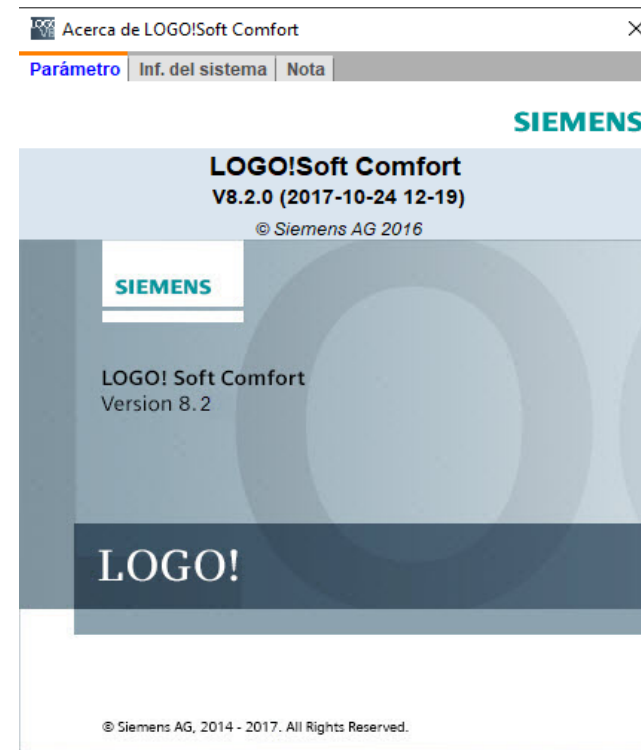 Acerca de LOGO!Soft Comfort
Parámetro Inf. del sistema Nota
SIEMENS
LOGO!Soft Comfort
V8.2.0 (2017-10-24 12-19)
© Siemens AG 2016
SIEMENS
LOGO! Soft Comfort
Version 8.2
LOGO!
© Siemens AG, 2014 - 2017. All Rights Reserved.